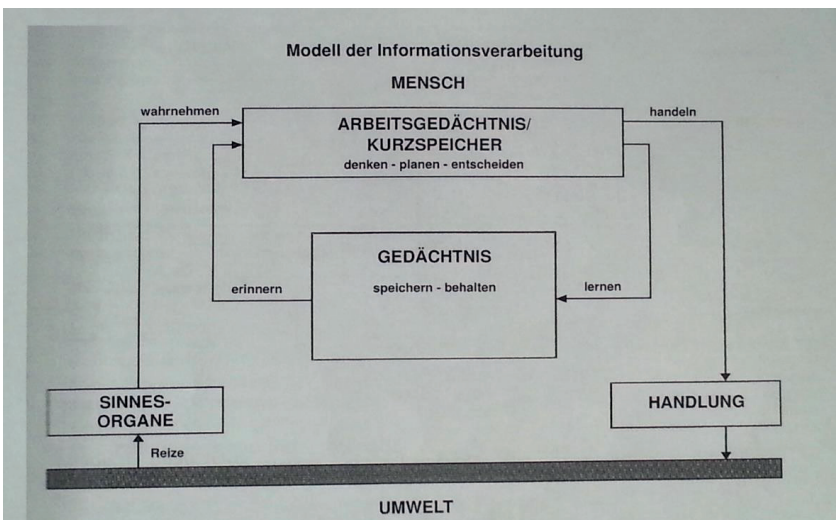 Modell der Informationsverarbeitung
MENSCH
wahrnehmen
handeln
ARBEITSGEDÄCHTNIS/
KURZSPEICHER
denken - planen - entscheiden
GEDÄCHTNIS
speichern - behalten
erinnern
lernen
SINNES-
ORGANE
HANDLUNG
Reize
UMWELT